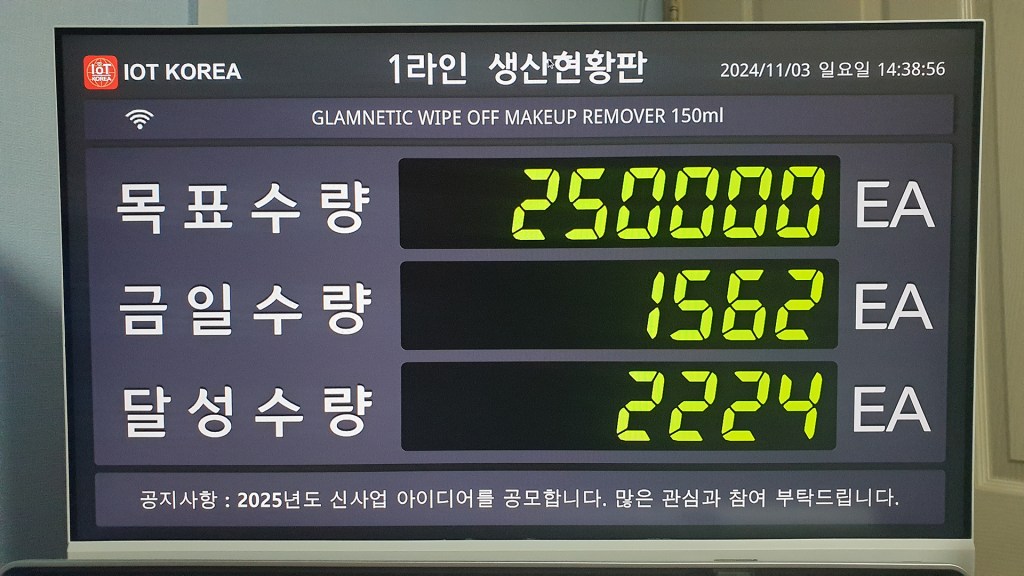 IoT KOREA IOT KOREA 1라인 생산현황판 2024/11/03 일요일 14:38:56
GLAMNETIC WIPE OFF MAKEUP REMOVER 150ml
목표수량 250000 EA
금일수량 1562 EA
달성수량 2224 EA
공지사항 : 2025년도 신사업 아이디어를 공모합니다. 많은 관심과 참여 부탁드립니다.